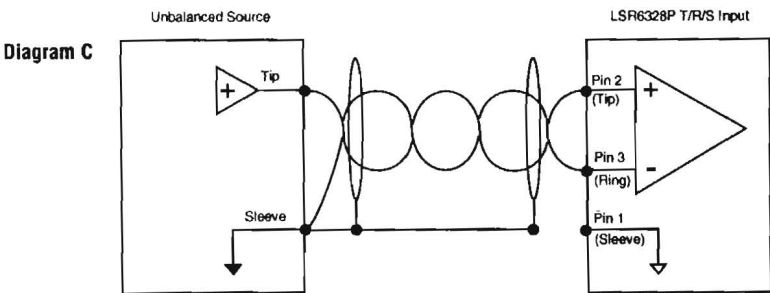 Unbalanced Source
LSR6328P T/R/S Input
Diagram C
Tip
+
Pin 2
(Tip)
+
Pin 3
(Ring)
-
Sleeve
Pin 1
(Sleeve)